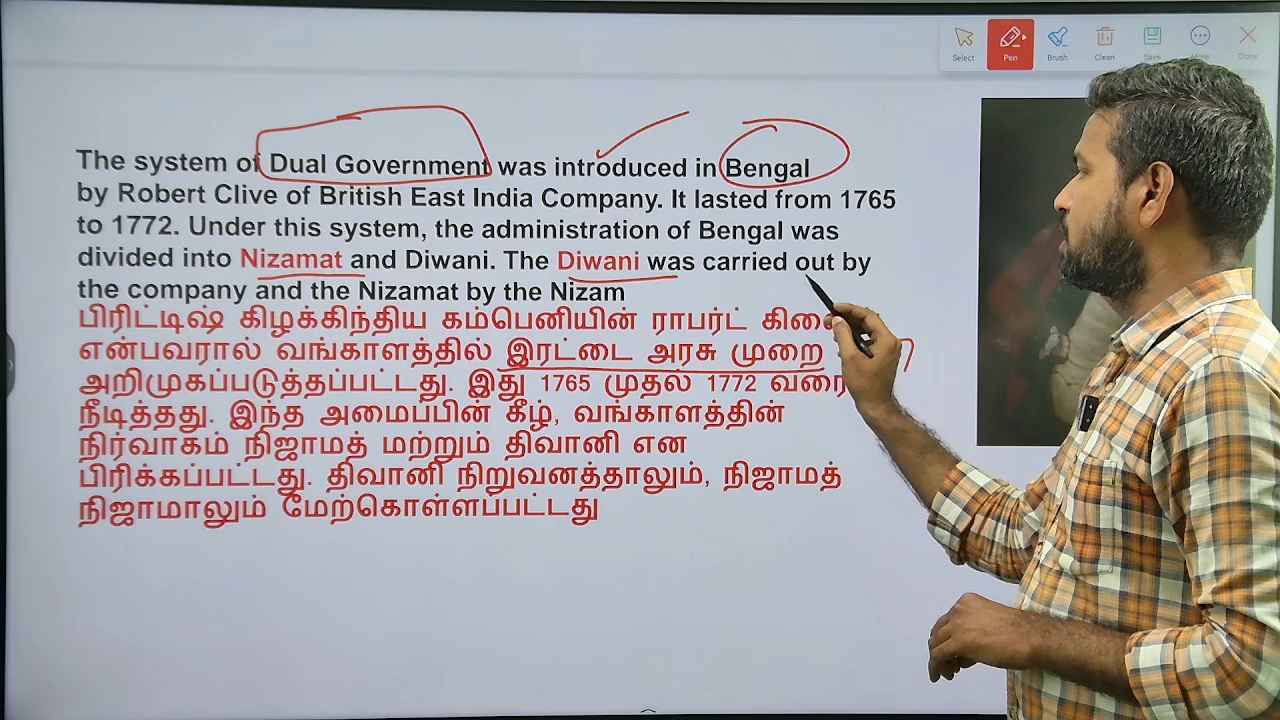 Select Pen Brush Clean Save More Close
The system of Dual Government was introduced in Bengal
by Robert Clive of British East India Company. It lasted from 1765
to 1772. Under this system, the administration of Bengal was
divided into Nizamat and Diwani. The Diwani was carried out by
the company and the Nizamat by the Nizam
பிரிட்டிஷ் கிழக்கிந்திய கம்பெனியின் ராபர்ட்
என்பவரால் வங்காளத்தில் இரட்டை அரசு முறை
அறிமுகப்படுத்தப்பட்டது. இது 1765 முதல் 1772 வரை
நீடித்தது. இந்த அமைப்பின் கீழ், வங்காளத்தின்
நிர்வாகம் நிஜாமத் மற்றும் திவானி என
பிரிக்கப்பட்டது. திவானி நிறுவனத்தாலும், நிஜாமத்
நிஜாமாலும் மேற்கொள்ளப்பட்டது